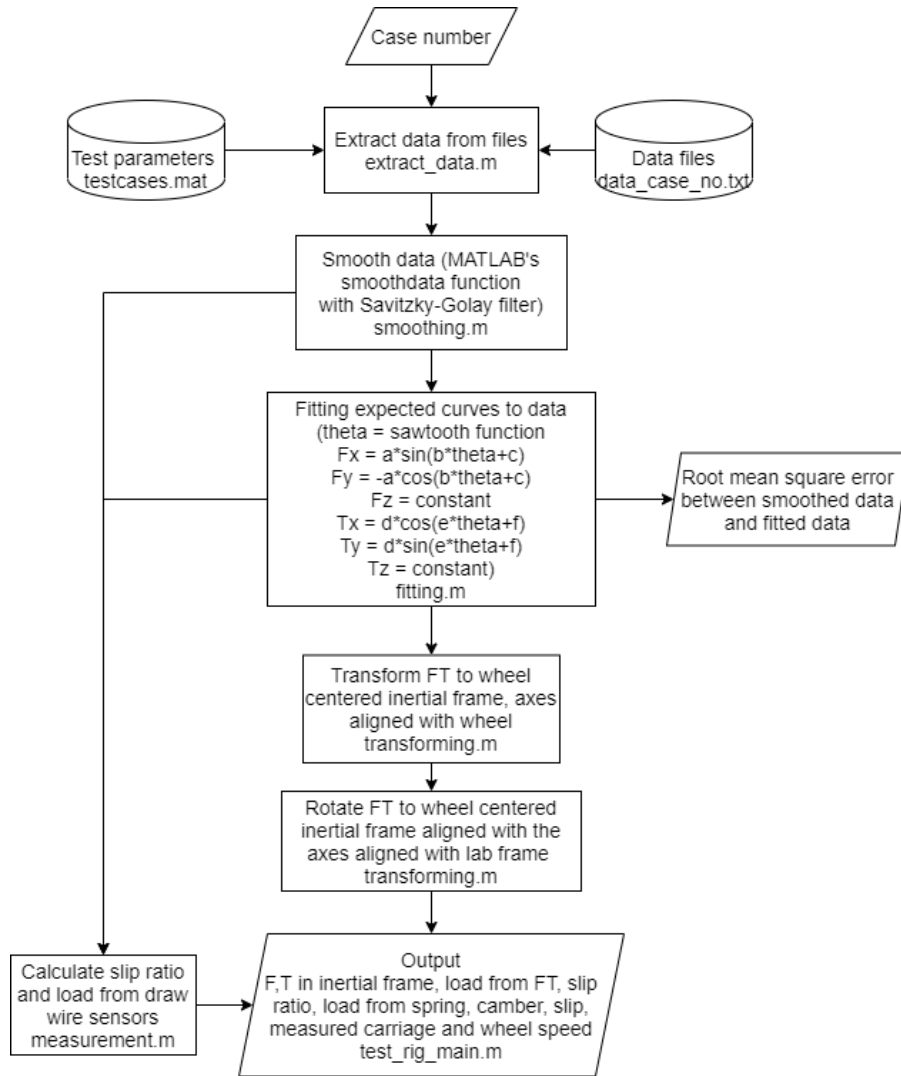 Case number
Test parameters
testcases.mat
Extract data from files
extract_data.m
Data files
data_case_no.txt
Smooth data (MATLAB's
smoothdata function
with Savitzky-Golay filter)
smoothing.m
Fitting expected curves to data
(theta = sawtooth function
Fx = a*sin(b*theta+c)
Fy = -a*cos(b*theta+c)
Fz = constant
Tx = d*cos(e*theta+f)
Ty = d*sin(e*theta+f)
Tz = constant)
fitting.m
Root mean square error
between smoothed data
and fitted data
Transform FT to wheel
centered inertial frame, axes
aligned with wheel
transforming.m
Rotate FT to wheel centered
inertial frame aligned with the
axes aligned with lab frame
transforming.m
Calculate slip ratio
and load from draw
wire sensors
measurement.m
Output
F,T in inertial frame, load from FT, slip
ratio, load from spring, camber, slip,
measured carriage and wheel speed
test_rig_main.m